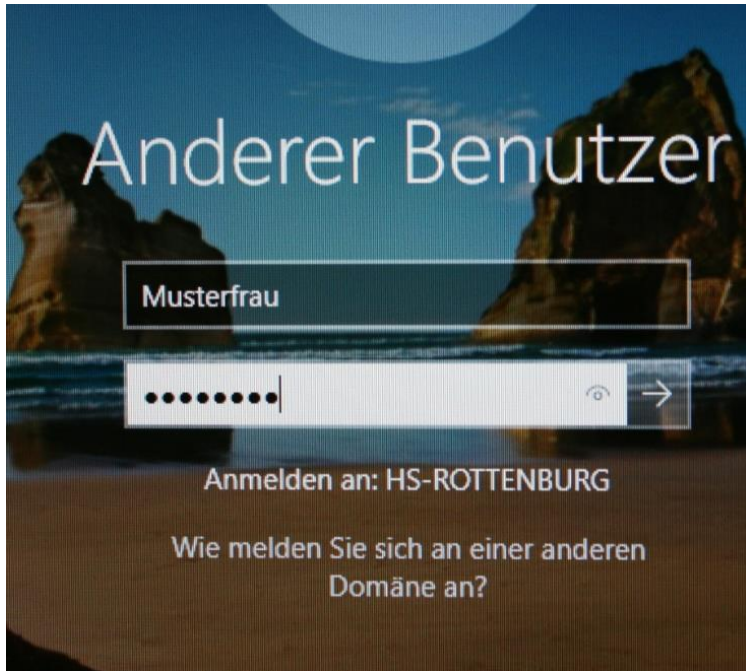 Anderer Benutzer
Musterfrau
Anmelden an: HS-ROTTENBURG
Wie melden Sie sich an einer anderen
Domäne an?